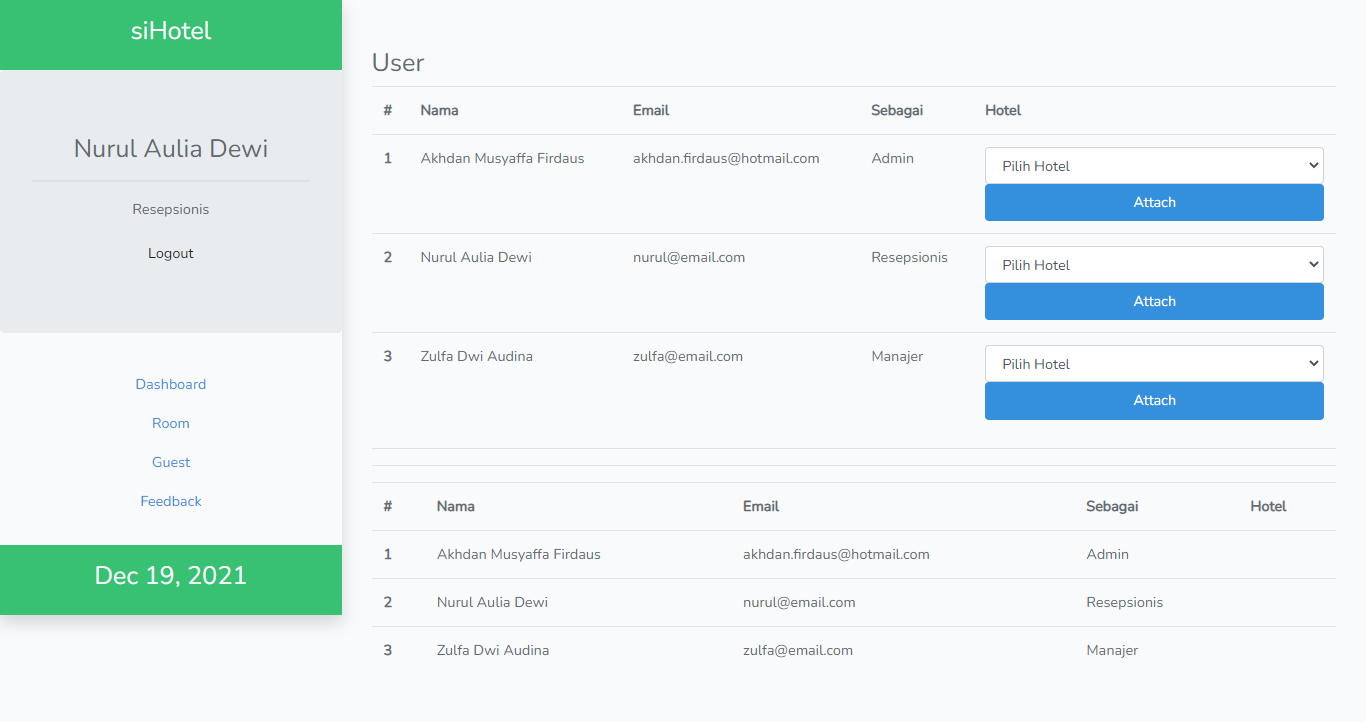 siHotel
Nurul Aulia Dewi
Resepsionis
Logout
Dashboard
Room
Guest
Feedback
Dec 19, 2021
User
# Nama Email Sebagai Hotel
1 Akhdan Musyaffa Firdaus akhdan.firdaus@hotmail.com Admin Pilih Hotel
Attach
2 Nurul Aulia Dewi nurul@email.com Resepsionis Pilih Hotel
Attach
3 Zulfa Dwi Audina zulfa@email.com Manajer Pilih Hotel
Attach
# Nama Email Sebagai Hotel
1 Akhdan Musyaffa Firdaus akhdan.firdaus@hotmail.com Admin
2 Nurul Aulia Dewi nurul@email.com Resepsionis
3 Zulfa Dwi Audina zulfa@email.com Manajer